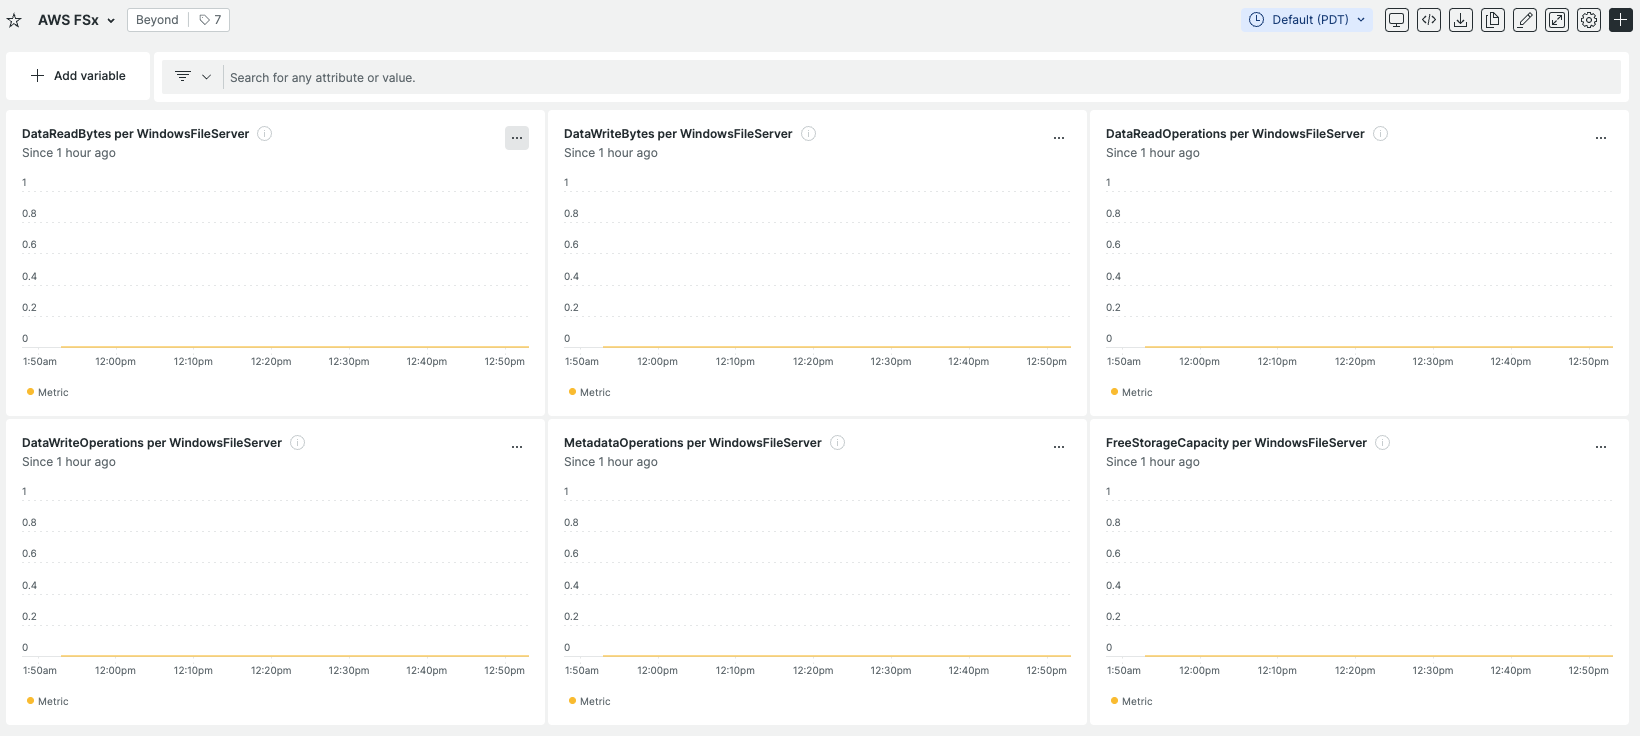 AWS FSx
Beyond 7
Default (PDT)
Add variable
Search for any attribute or value.
DataReadBytes per WindowsFileServer
Since 1 hour ago
1
0.8
0.6
0.4
0.2
0
1:50am 12:00pm 12:10pm 12:20pm 12:30pm 12:40pm 12:50pm
Metric
DataWriteBytes per WindowsFileServer
Since 1 hour ago
1
0.8
0.6
0.4
0.2
0
1:50am 12:00pm 12:10pm 12:20pm 12:30pm 12:40pm 12:50pm
Metric
DataReadOperations per WindowsFileServer
Since 1 hour ago
1
0.8
0.6
0.4
0.2
0
1:50am 12:00pm 12:10pm 12:20pm 12:30pm 12:40pm 12:50pm
Metric
DataWriteOperations per WindowsFileServer
Since 1 hour ago
1
0.8
0.6
0.4
0.2
0
1:50am 12:00pm 12:10pm 12:20pm 12:30pm 12:40pm 12:50pm
Metric
MetadataOperations per WindowsFileServer
Since 1 hour ago
1
0.8
0.6
0.4
0.2
0
1:50am 12:00pm 12:10pm 12:20pm 12:30pm 12:40pm 12:50pm
Metric
FreeStorageCapacity per WindowsFileServer
Since 1 hour ago
1
0.8
0.6
0.4
0.2
0
1:50am 12:00pm 12:10pm 12:20pm 12:30pm 12:40pm 12:50pm
Metric